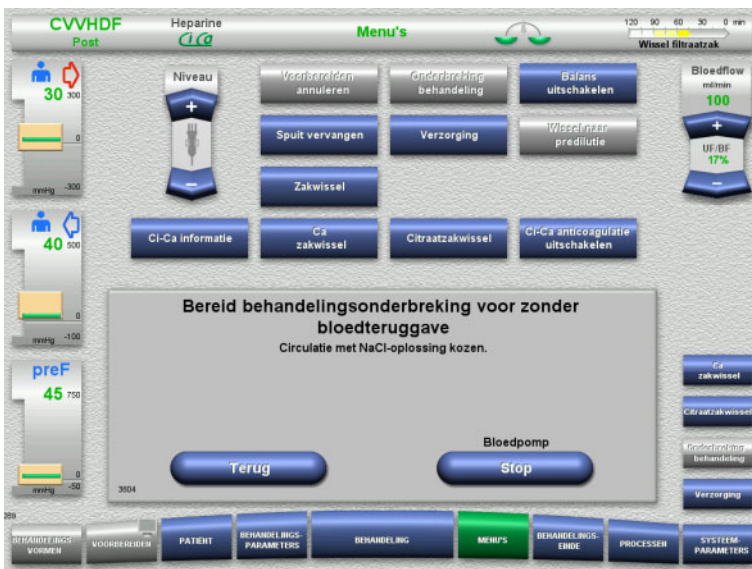 CVVHDF
Post
Heparine
CiCa
Menu's
120 90 60 30 0 min
Wissel filtraatzak
30 300
0
mmHg -300
Niveau
+
−
Voorbereiden
annuleren
Onderbreking
behandeling
Balans
uitschakelen
Spuit vervangen
Verzorging
Wissel naar
predilutie
Zakwissel
Bloedflow
ml/min
100
+
UF/BF
17%
−
40 500
0
mmHg -100
Ci-Ca informatie
Ca
zakwissel
Citraatzakwissel
Ci-Ca anticoagulatie
uitschakelen
Bereid behandelingsonderbreking voor zonder
bloedteruggave
Circulatie met NaCl-oplossing kozen.
Bloedpomp
Terug
Stop
3604
preF
45 750
0
mmHg -50
Ca
zakwissel
Citraatzakwissel
Onderbreking
behandeling
Verzorging
BEHANDELINGS-
VORMEN
VOORBEREIDEN
PATIËNT
BEHANDELINGS-
PARAMETERS
BEHANDELING
MENU'S
BEHANDELINGS-
EINDE
PROCESSEN
SYSTEEM-
PARAMETERS